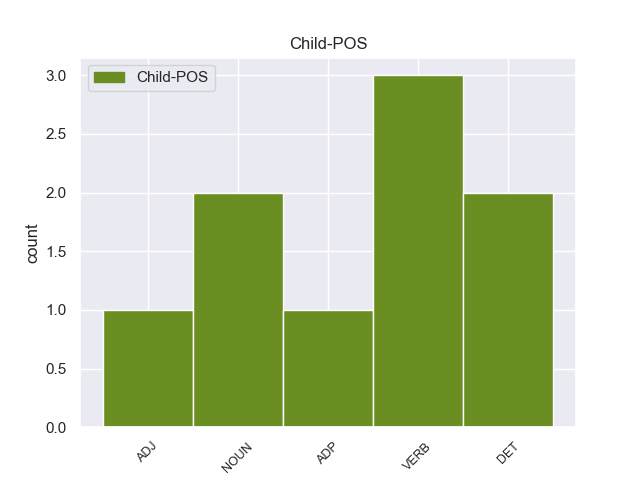 Child-POS
Child-POS
3.0
2.5
2.0
1.5
1.0
0.5
0.0
count
ADJ
NOUN
ADP
VERB
DET